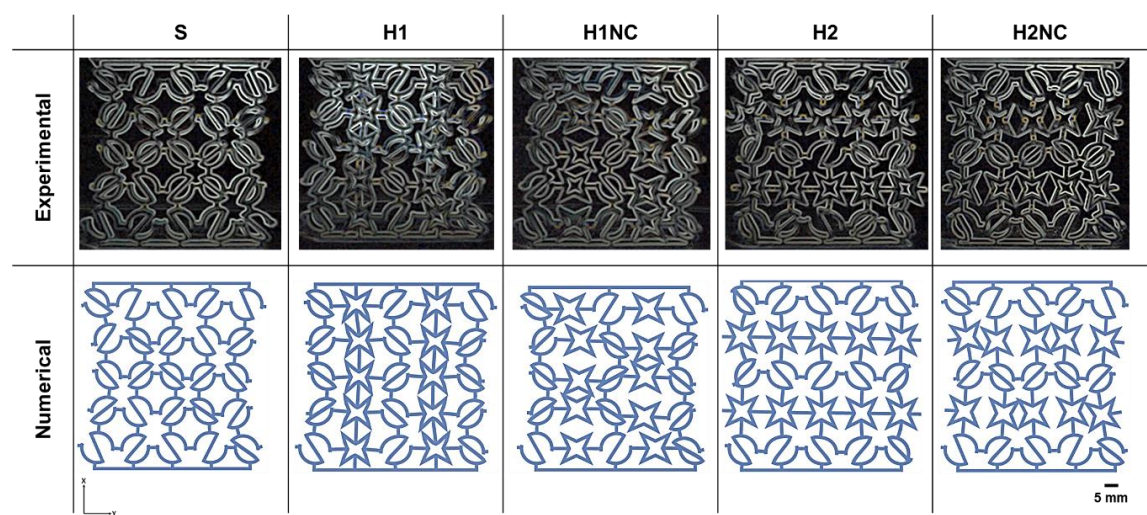 S H1 H1NC H2 H2NC
Experimental
Numerical
X
Y
5 mm